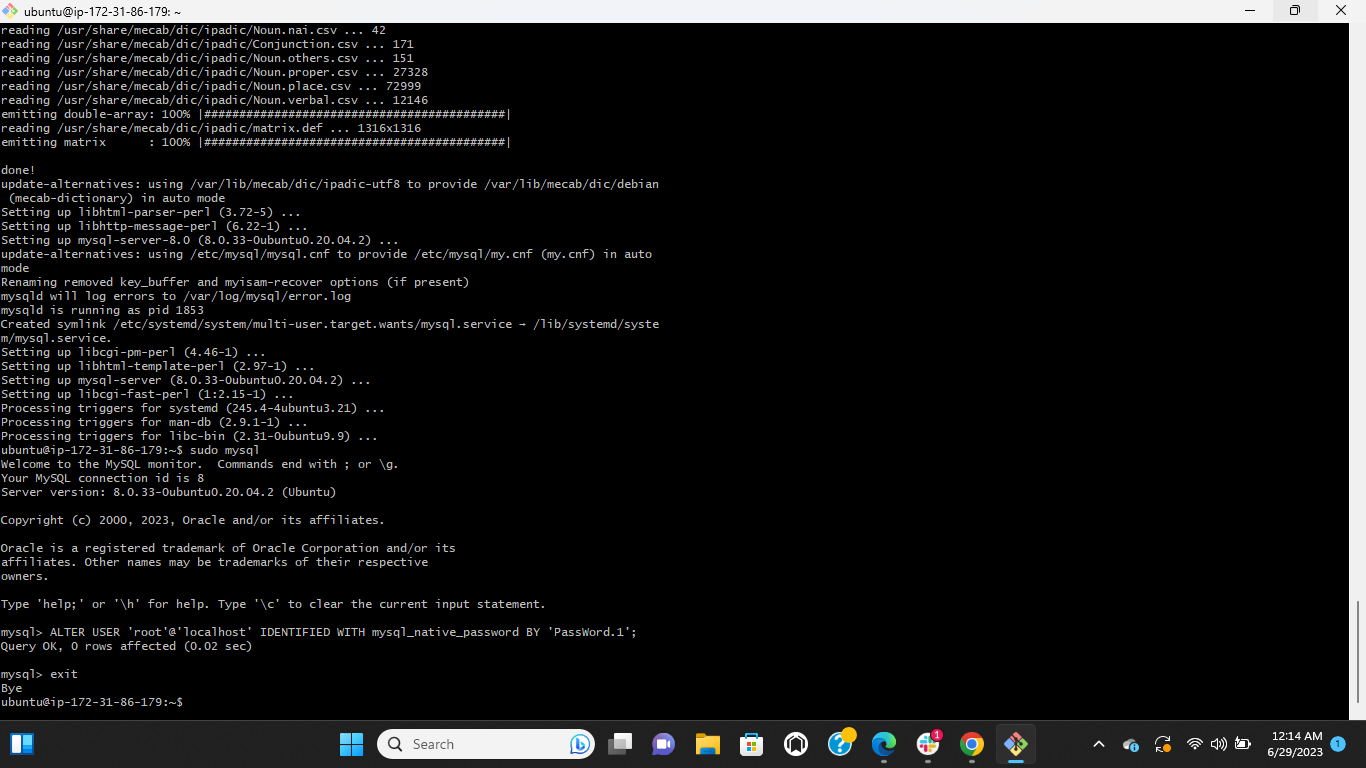 ubuntu@ip-172-31-86-179: ~
reading /usr/share/mecab/dic/ipadic/Noun.nai.csv ... 42
reading /usr/share/mecab/dic/ipadic/Conjunction.csv ... 171
reading /usr/share/mecab/dic/ipadic/Noun.others.csv ... 151
reading /usr/share/mecab/dic/ipadic/Noun.proper.csv ... 27328
reading /usr/share/mecab/dic/ipadic/Noun.place.csv ... 72999
reading /usr/share/mecab/dic/ipadic/Noun.verbal.csv ... 12146
emitting double-array: 100% |###########################################|
reading /usr/share/mecab/dic/ipadic/matrix.def ... 1316x1316
emitting matrix      : 100% |###########################################|
done!
update-alternatives: using /var/lib/mecab/dic/ipadic-utf8 to provide /var/lib/mecab/dic/debian
 (mecab-dictionary) in auto mode
Setting up libhtml-parser-perl (3.72-5) ...
Setting up libhttp-message-perl (6.22-1) ...
Setting up mysql-server-8.0 (8.0.33-0ubuntu0.20.04.2) ...
update-alternatives: using /etc/mysql/mysql.cnf to provide /etc/mysql/my.cnf (my.cnf) in auto
mode
Renaming removed key_buffer and myisam-recover options (if present)
mysqld will log errors to /var/log/mysql/error.log
mysqld is running as pid 1853
Created symlink /etc/systemd/system/multi-user.target.wants/mysql.service → /lib/systemd/syste
m/mysql.service.
Setting up libcgi-pm-perl (4.46-1) ...
Setting up libhtml-template-perl (2.97-1) ...
Setting up mysql-server (8.0.33-0ubuntu0.20.04.2) ...
Setting up libcgi-fast-perl (1:2.15-1) ...
Processing triggers for systemd (245.4-4ubuntu3.21) ...
Processing triggers for man-db (2.9.1-1) ...
Processing triggers for libc-bin (2.31-0ubuntu9.9) ...
ubuntu@ip-172-31-86-179:~$ sudo mysql
Welcome to the MySQL monitor.  Commands end with ; or \g.
Your MySQL connection id is 8
Server version: 8.0.33-0ubuntu0.20.04.2 (Ubuntu)
Copyright (c) 2000, 2023, Oracle and/or its affiliates.
Oracle is a registered trademark of Oracle Corporation and/or its
affiliates. Other names may be trademarks of their respective
owners.
Type 'help;' or '\h' for help. Type '\c' to clear the current input statement.
mysql> ALTER USER 'root'@'localhost' IDENTIFIED WITH mysql_native_password BY 'PassWord.1';
Query OK, 0 rows affected (0.02 sec)
mysql> exit
Bye
ubuntu@ip-172-31-86-179:~$
Search
1
12:14 AM
6/29/2023
1